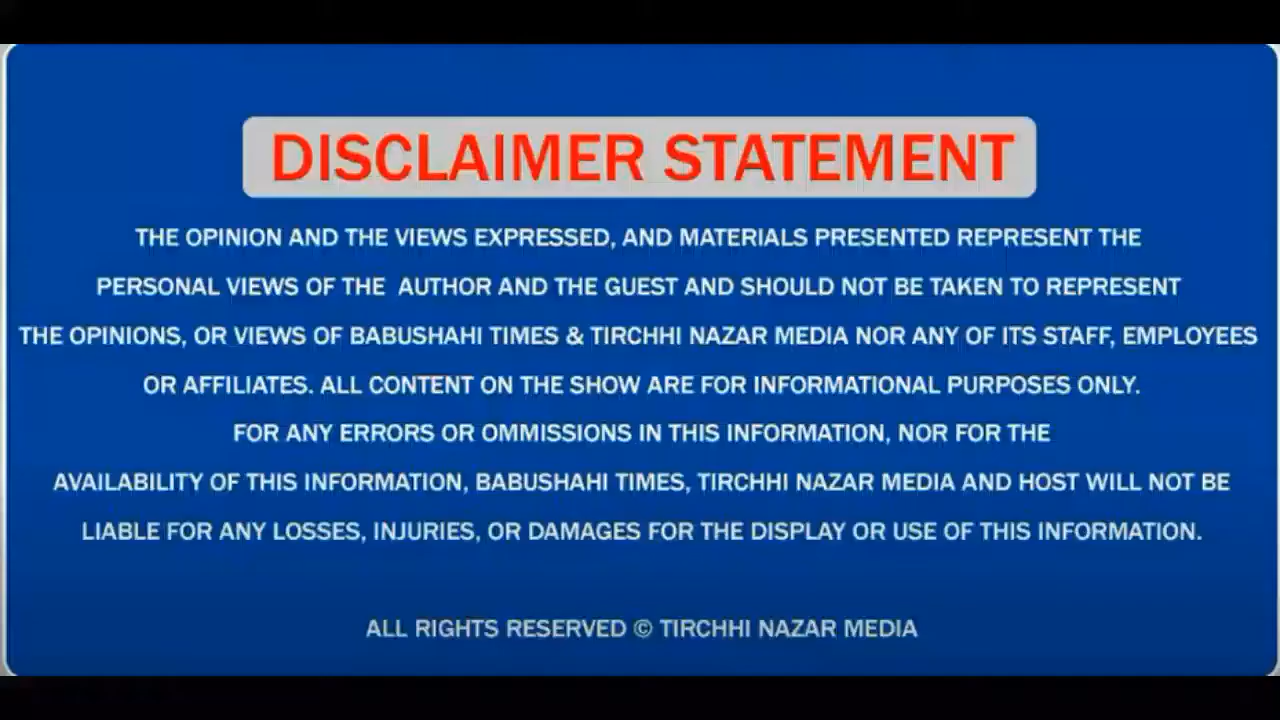 DISCLAIMER STATEMENT
THE OPINION AND THE VIEWS EXPRESSED, AND MATERIALS PRESENTED REPRESENT THE
PERSONAL VIEWS OF THE AUTHOR AND THE GUEST AND SHOULD NOT BE TAKEN TO REPRESENT
THE OPINIONS, OR VIEWS OF BABUSHAHI TIMES & TIRCHHI NAZAR MEDIA NOR ANY OF ITS STAFF, EMPLOYEES
OR AFFILIATES. ALL CONTENT ON THE SHOW ARE FOR INFORMATIONAL PURPOSES ONLY.
FOR ANY ERRORS OR OMMISSIONS IN THIS INFORMATION, NOR FOR THE
AVAILABILITY OF THIS INFORMATION, BABUSHAHI TIMES, TIRCHHI NAZAR MEDIA AND HOST WILL NOT BE
LIABLE FOR ANY LOSSES, INJURIES, OR DAMAGES FOR THE DISPLAY OR USE OF THIS INFORMATION.
ALL RIGHTS RESERVED © TIRCHHI NAZAR MEDIA